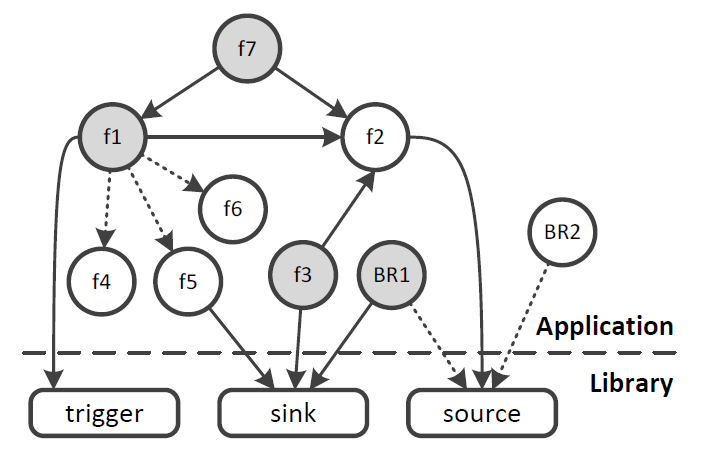 f7
f1
f2
f6
BR2
f4
f5
f3
BR1
Application
Library
trigger
sink
source